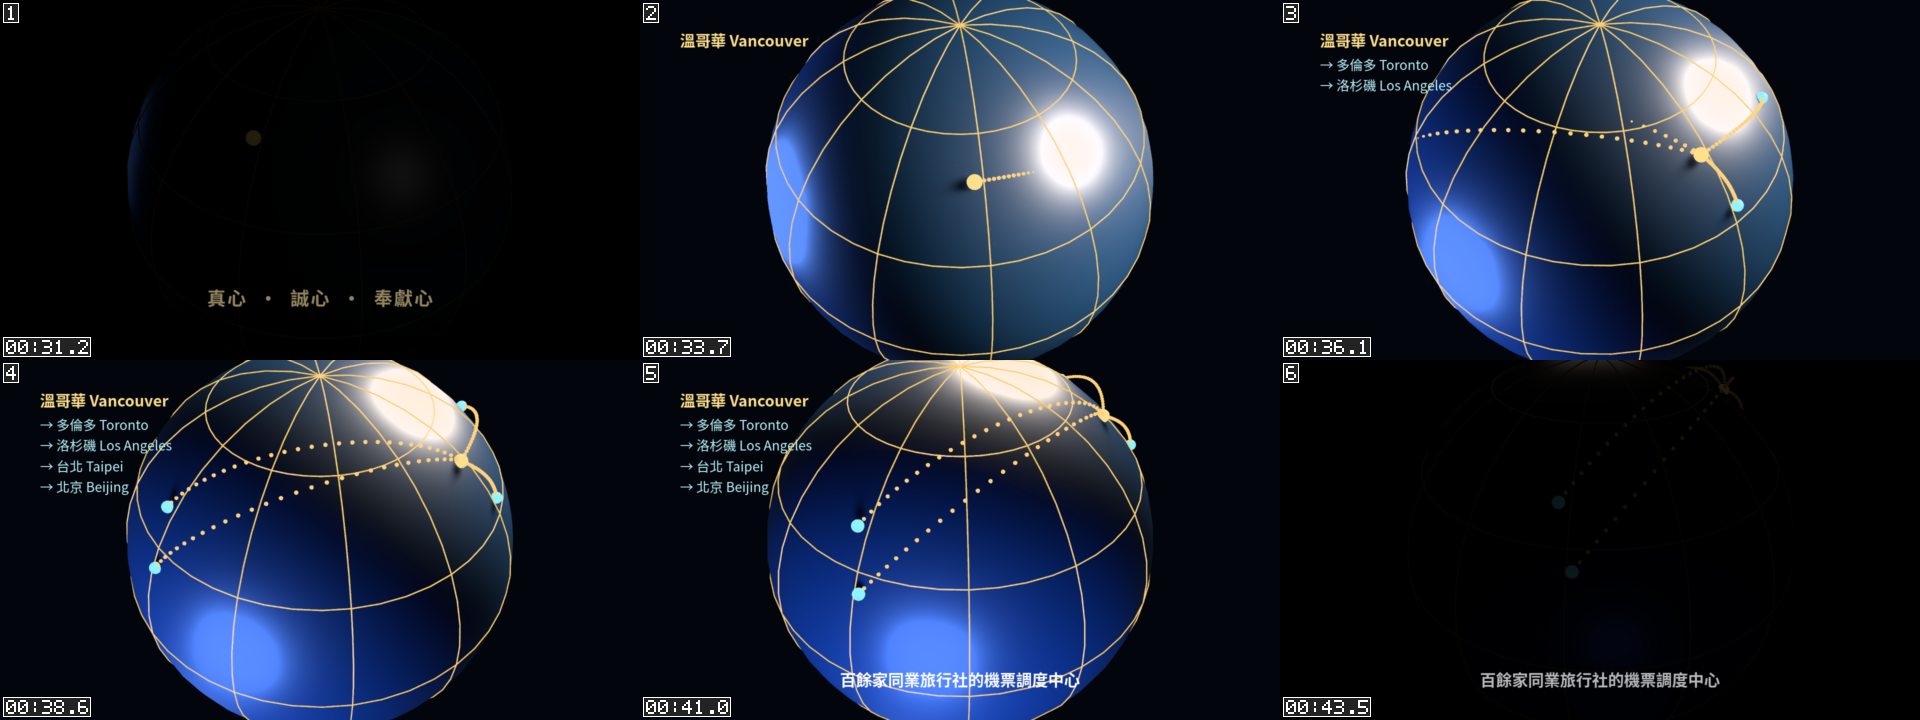 1
真心 · 誠心 · 奉獻心
00:31.2
2
溫哥華 Vancouver
00:33.7
3
溫哥華 Vancouver
→ 多倫多 Toronto
→ 洛杉磯 Los Angeles
00:36.1
4
溫哥華 Vancouver
→ 多倫多 Toronto
→ 洛杉磯 Los Angeles
→ 台北 Taipei
→ 北京 Beijing
00:38.6
5
溫哥華 Vancouver
→ 多倫多 Toronto
→ 洛杉磯 Los Angeles
→ 台北 Taipei
→ 北京 Beijing
百餘家同業旅行社的機票調度中心
00:41.0
6
百餘家同業旅行社的機票調度中心
00:43.5